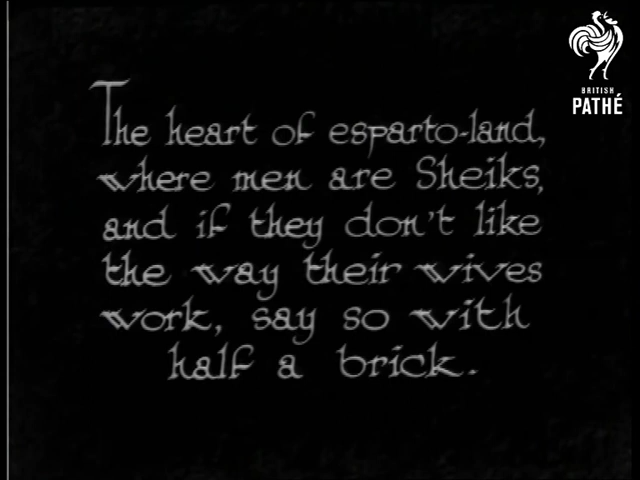 BRITISH
PATHÉ
The heart of esparto-land,
where men are Sheiks,
and if they don't like
the way their wives
work, say so with
half a brick.